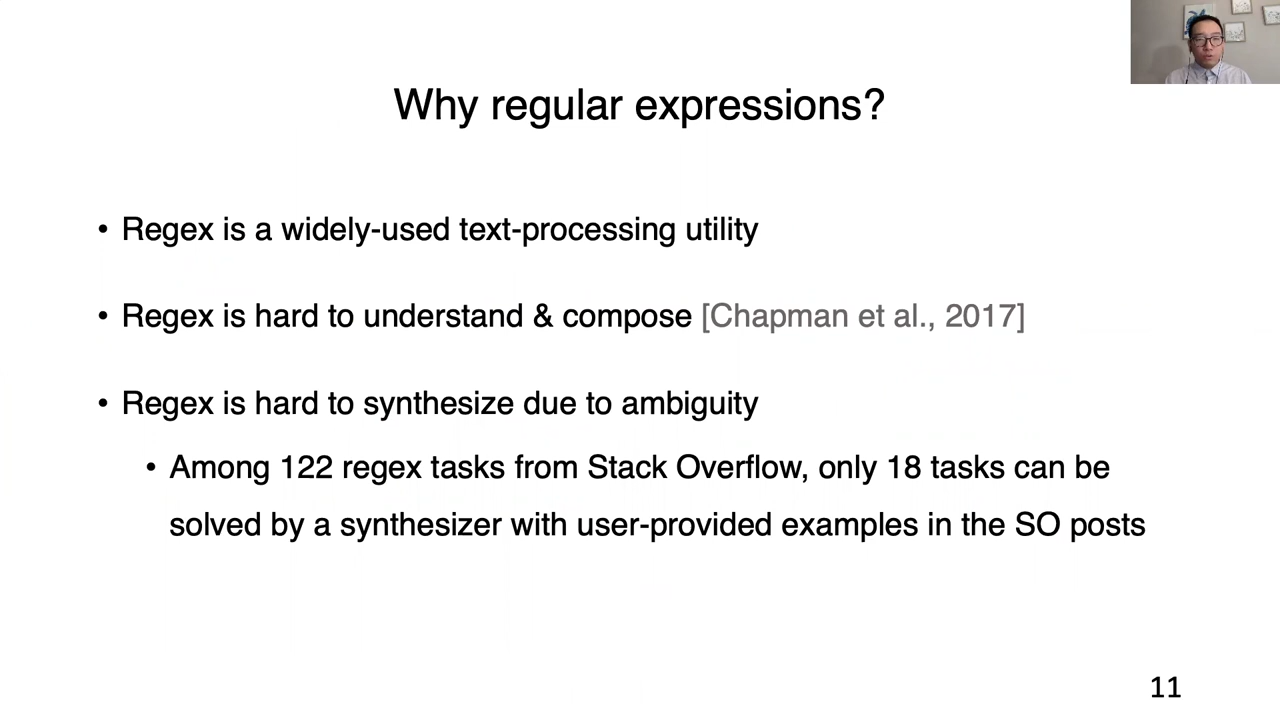 Why regular expressions?
• Regex is a widely-used text-processing utility
• Regex is hard to understand & compose [Chapman et al., 2017]
• Regex is hard to synthesize due to ambiguity
• Among 122 regex tasks from Stack Overflow, only 18 tasks can be
solved by a synthesizer with user-provided examples in the SO posts
11